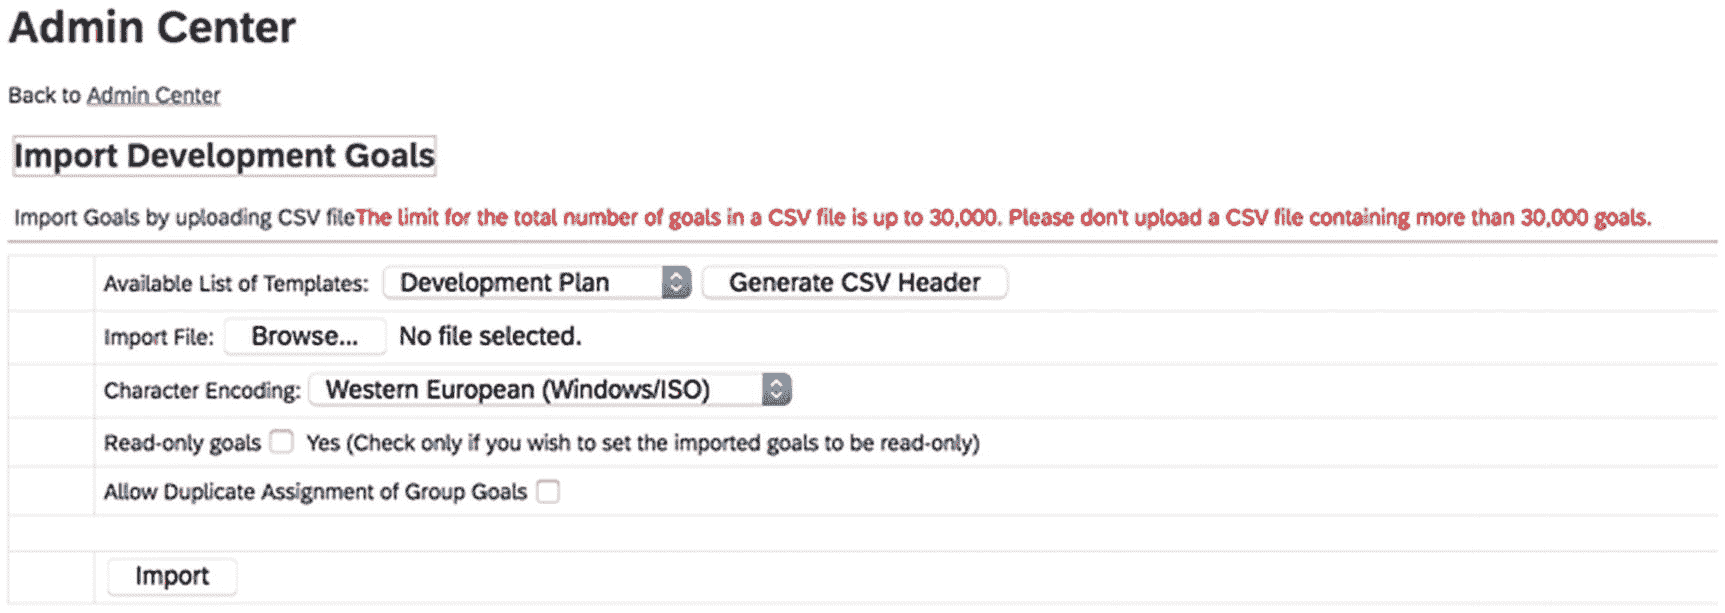 Admin Center
Back to Admin Center
Import Development Goals
Import Goals by uploading CSV fileThe limit for the total number of goals in a CSV file is up to 30,000. Please don't upload a CSV file containing more than 30,000 goals.
Available List of Templates: Development Plan Generate CSV Header
Import File: Browse... No file selected.
Character Encoding: Western European (Windows/ISO)
Read-only goals Yes (Check only if you wish to set the imported goals to be read-only)
Allow Duplicate Assignment of Group Goals
Import